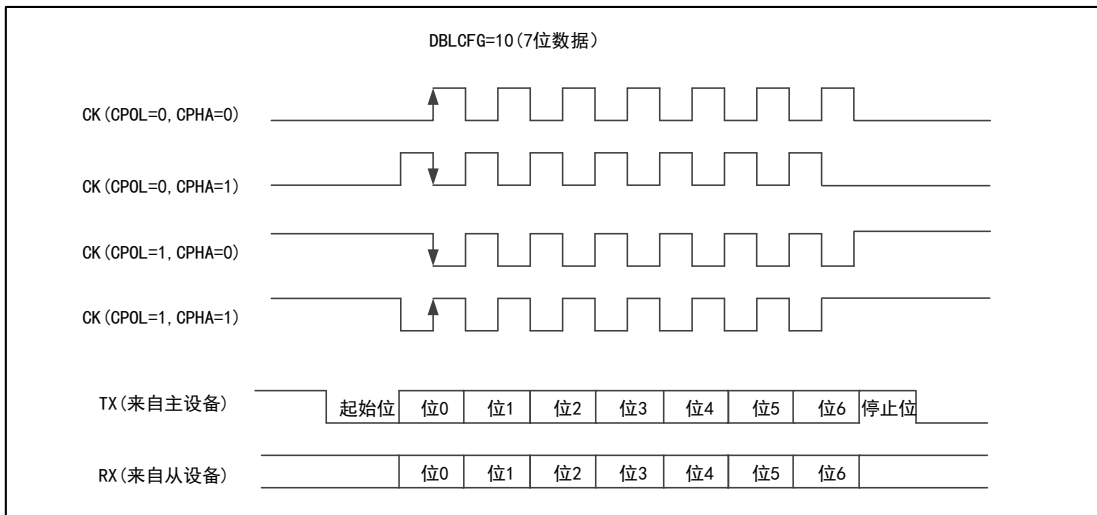 DBLCFG=10(7位数据)
CK(CPOL=0,CPHA=0)
CK(CPOL=0,CPHA=1)
CK(CPOL=1,CPHA=0)
CK(CPOL=1,CPHA=1)
TX(来自主设备) 起始位 位0 位1 位2 位3 位4 位5 位6 停止位
RX(来自从设备) 位0 位1 位2 位3 位4 位5 位6